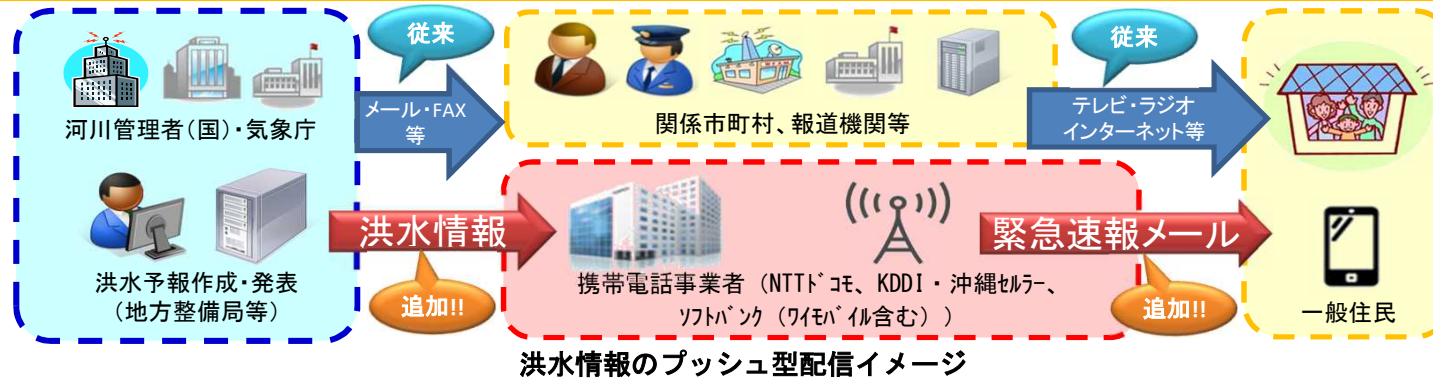 従来
従来
メール・FAX
等
テレビ・ラジオ
インターネット等
河川管理者(国)・気象庁
関係市町村、報道機関等
洪水情報
緊急速報メール
洪水予報作成・発表
(地方整備局等)
携帯電話事業者(NTTドコモ、KDDI・沖縄セルラー、
ソフトバンク(ワイモバイル含む))
追加!!
追加!!
一般住民
洪水情報のプッシュ型配信イメージ